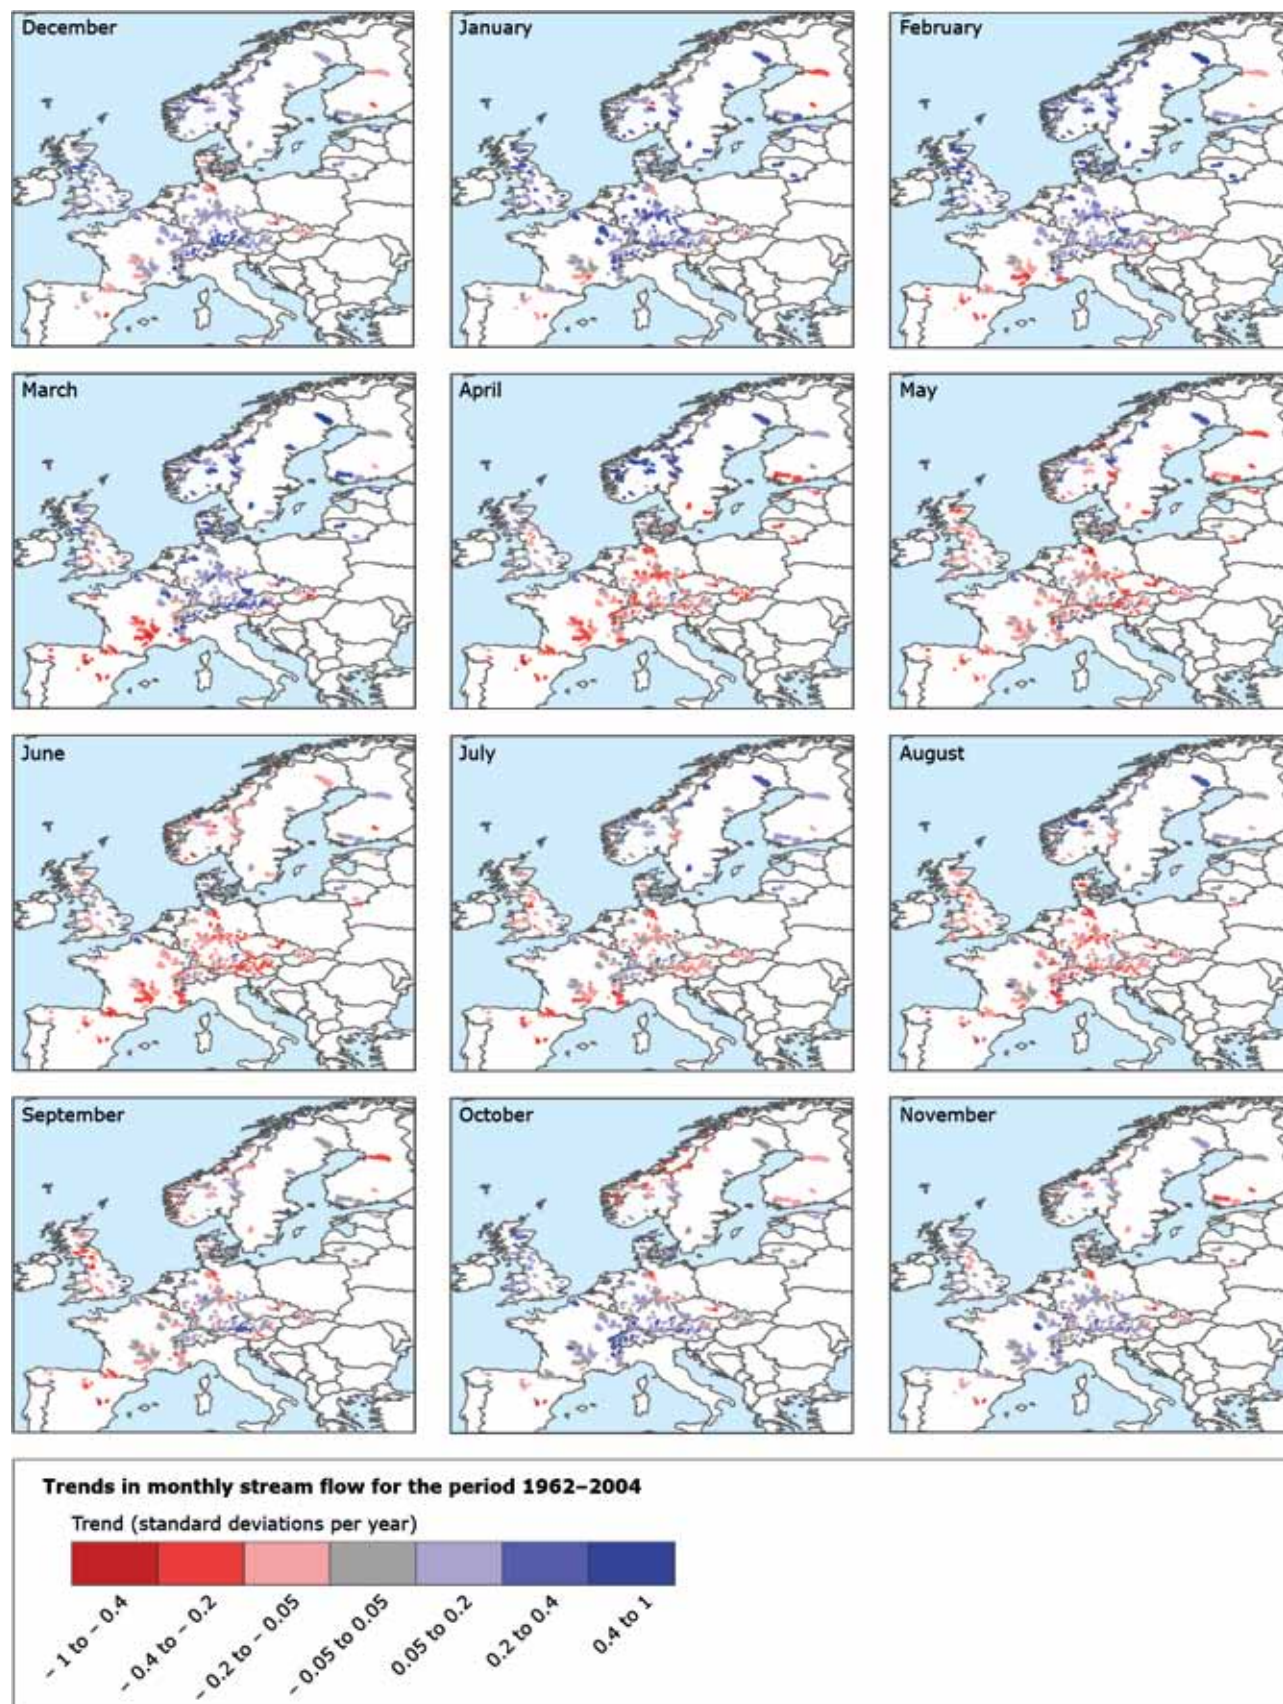 December
January
February
March
April
May
June
July
August
September
October
November
Trends in monthly stream flow for the period 1962–2004
Trend (standard deviations per year)
– 1 to – 0.4
– 0.4 to – 0.2
– 0.2 to – 0.05
– 0.05 to 0.05
0.05 to 0.2
0.2 to 0.4
0.4 to 1